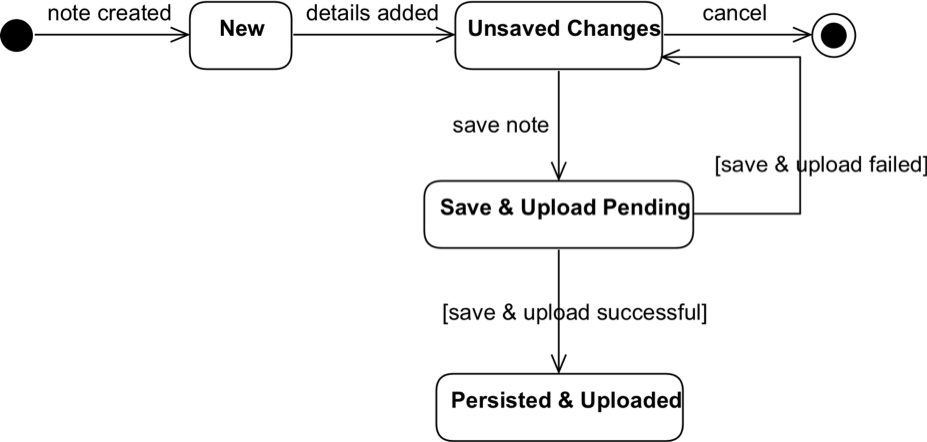 note created
New
details added
Unsaved Changes
cancel
save note
[save & upload failed]
Save & Upload Pending
[save & upload successful]
Persisted & Uploaded